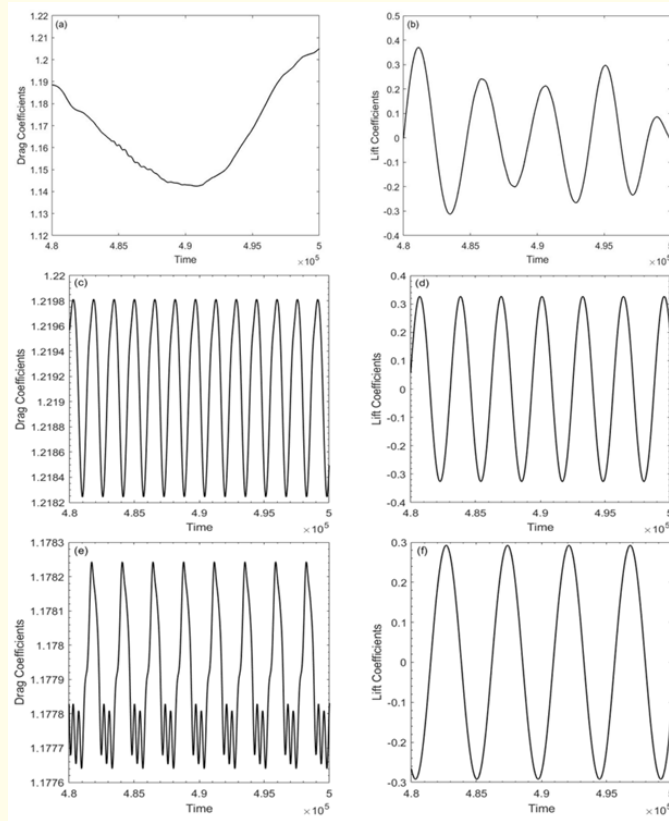 (a)
1.22
1.21
1.2
1.19
1.18
1.17
1.16
1.15
1.14
1.13
1.12
Drag Coefficients
4.8 4.85 4.9 4.95 5
Time
×10⁵
(b)
0.5
0.4
0.3
0.2
0.1
0
-0.1
-0.2
-0.3
-0.4
Lift Coefficients
4.8 4.85 4.9 4.95 5
Time
×10⁵
(c)
1.22
1.2198
1.2196
1.2194
1.2192
1.219
1.2188
1.2186
1.2184
1.2182
Drag Coefficients
4.8 4.85 4.9 4.95 5
Time
×10⁵
(d)
0.4
0.3
0.2
0.1
0
-0.1
-0.2
-0.3
-0.4
Lift Coefficients
4.8 4.85 4.9 4.95 5
Time
×10⁵
(e)
1.1783
1.1782
1.1781
1.178
1.1779
1.1778
1.1777
1.1776
Drag Coefficients
4.8 4.85 4.9 4.95 5
Time
×10⁵
(f)
0.3
0.2
0.1
0
-0.1
-0.2
-0.3
Lift Coefficients
4.8 4.85 4.9 4.95 5
Time
×10⁵